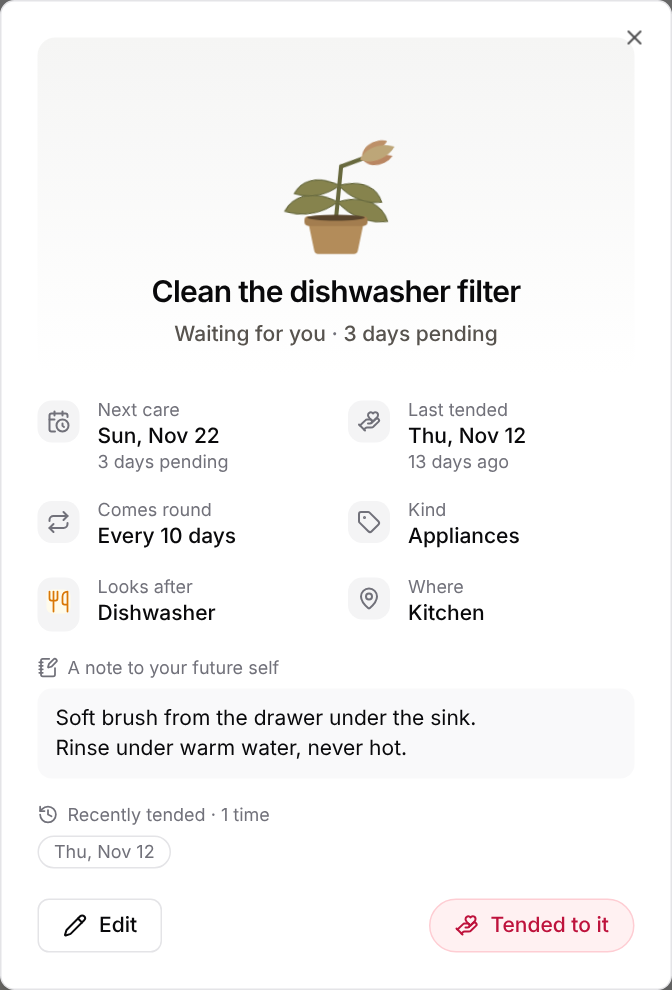 Clean the dishwasher filter
Waiting for you · 3 days pending
Next care
Sun, Nov 22
3 days pending
Last tended
Thu, Nov 12
13 days ago
Comes round
Every 10 days
Kind
Appliances
Looks after
Dishwasher
Where
Kitchen
A note to your future self
Soft brush from the drawer under the sink.
Rinse under warm water, never hot.
Recently tended · 1 time
Thu, Nov 12
Edit
Tended to it